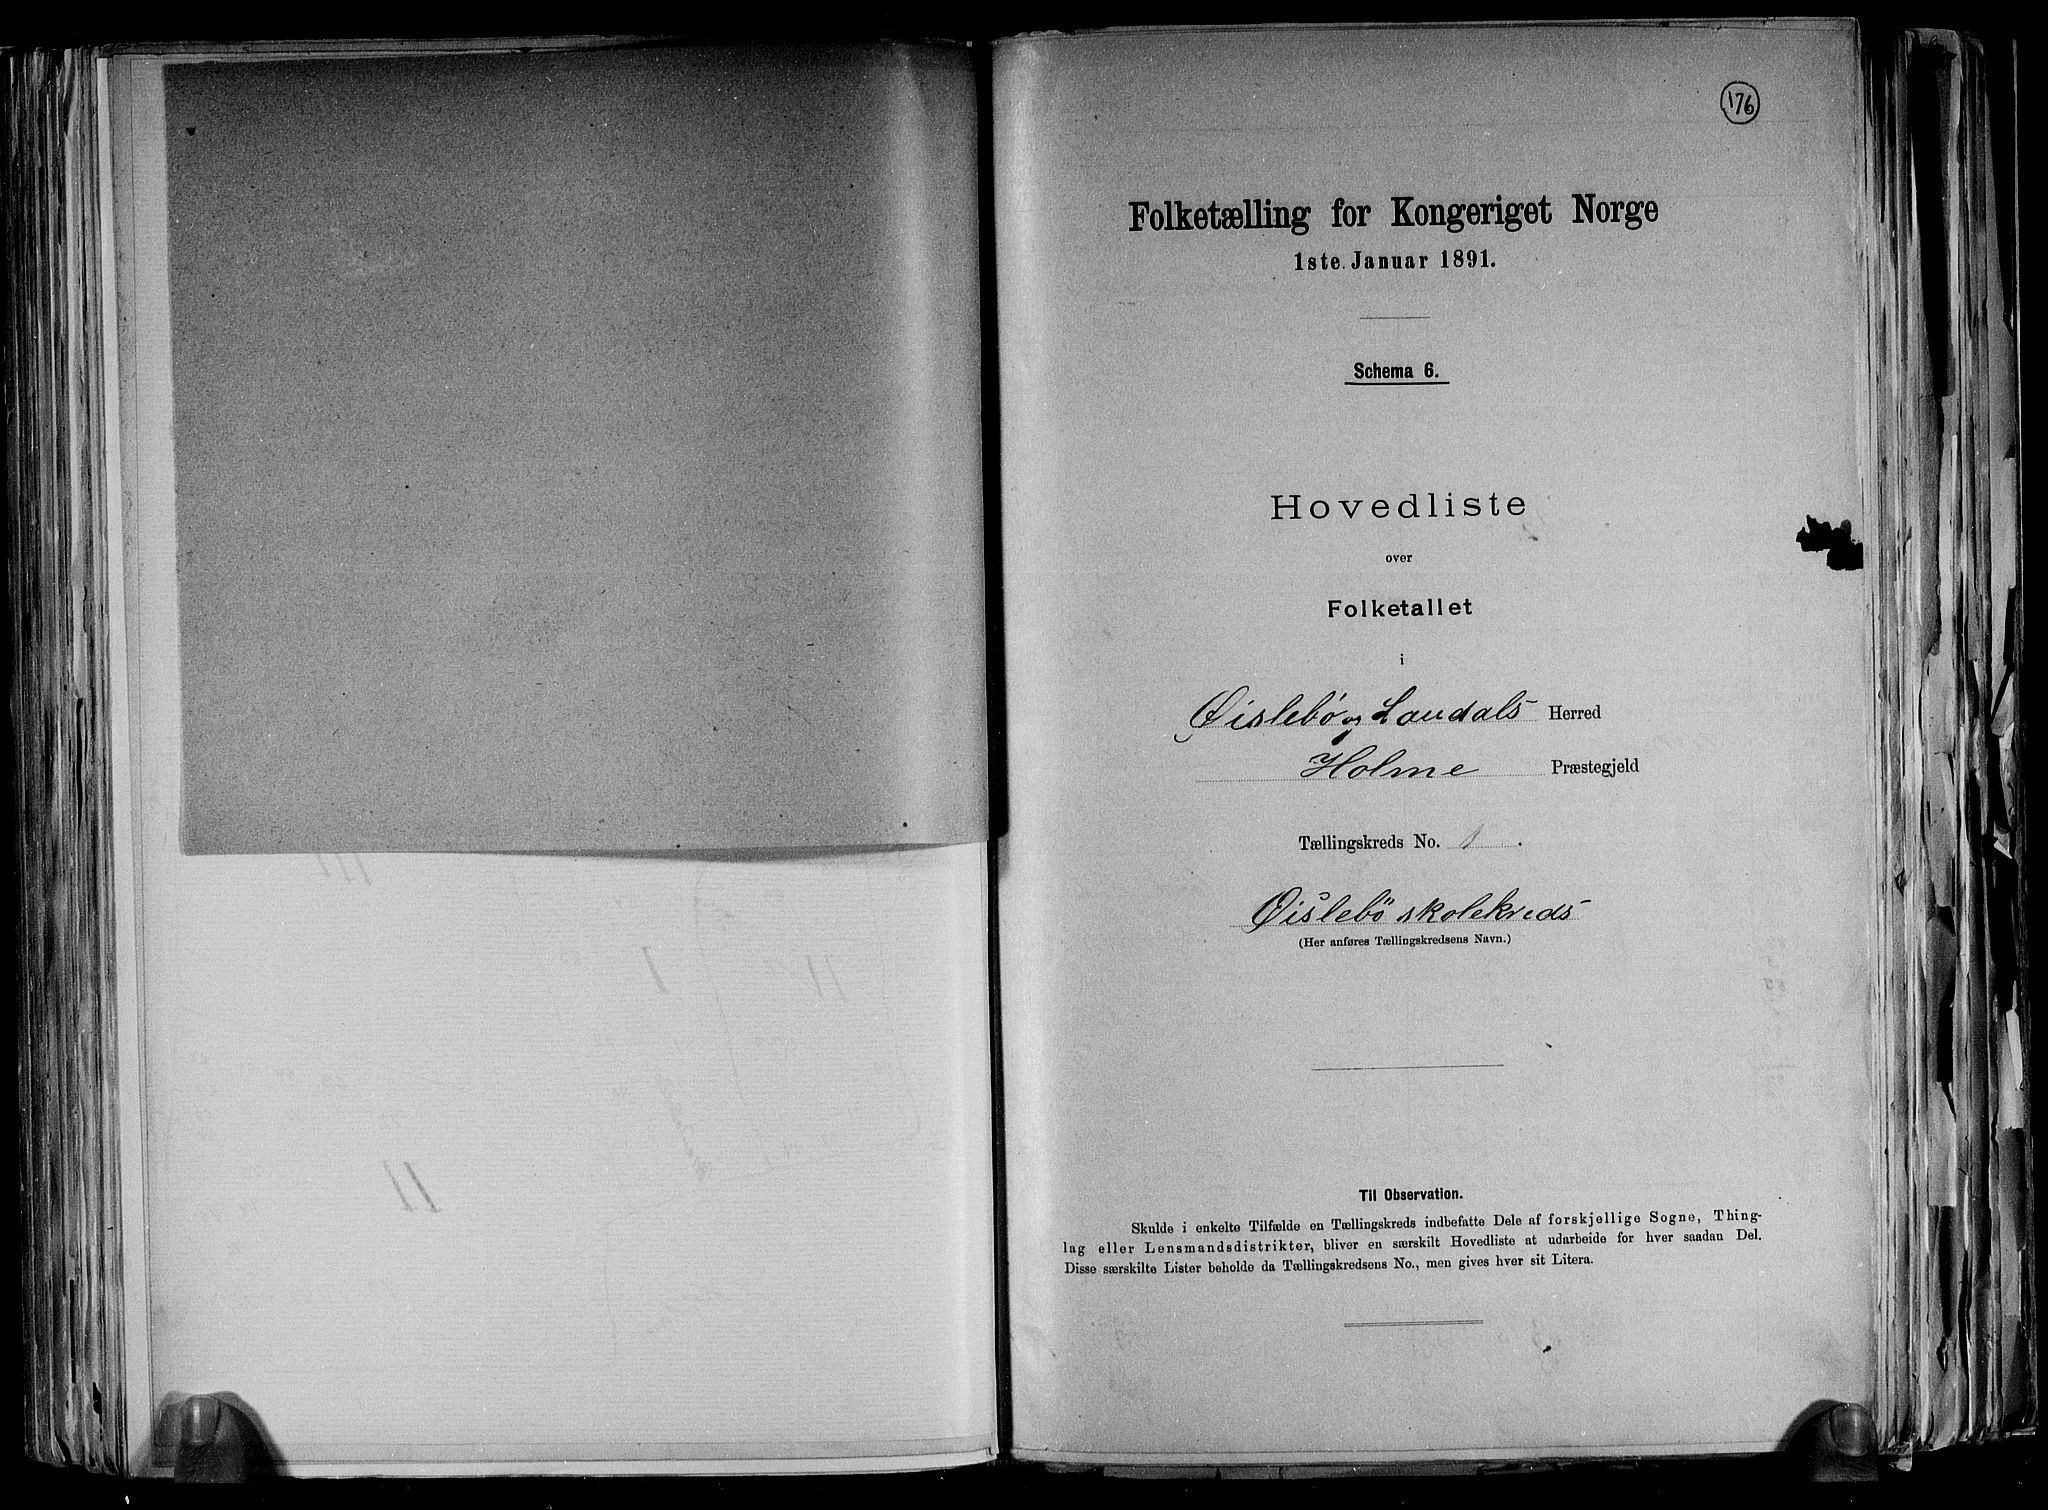 176
Folketælling for Kongeriget Norge
1ste Januar 1891.
Schema 6.
Hovedliste
over
Folketallet
i
Øislebø og Laudals Herred
Holme Præstegjeld
Tællingskreds No. 1.
Øislebø skolekreds
(Her anføres Tællingskredsens Navn.)
Til Observation.
Skulde i enkelte Tilfælde en Tællingskreds indbefatte Dele af forskjellige Sogne, Thing-
lag eller Lensmandsdistrikter, bliver en særskilt Hovedliste at udarbeide for hver saadan Del.
Disse særskilte Lister beholde da Tællingskredsens No., men gives hver sit Litera.